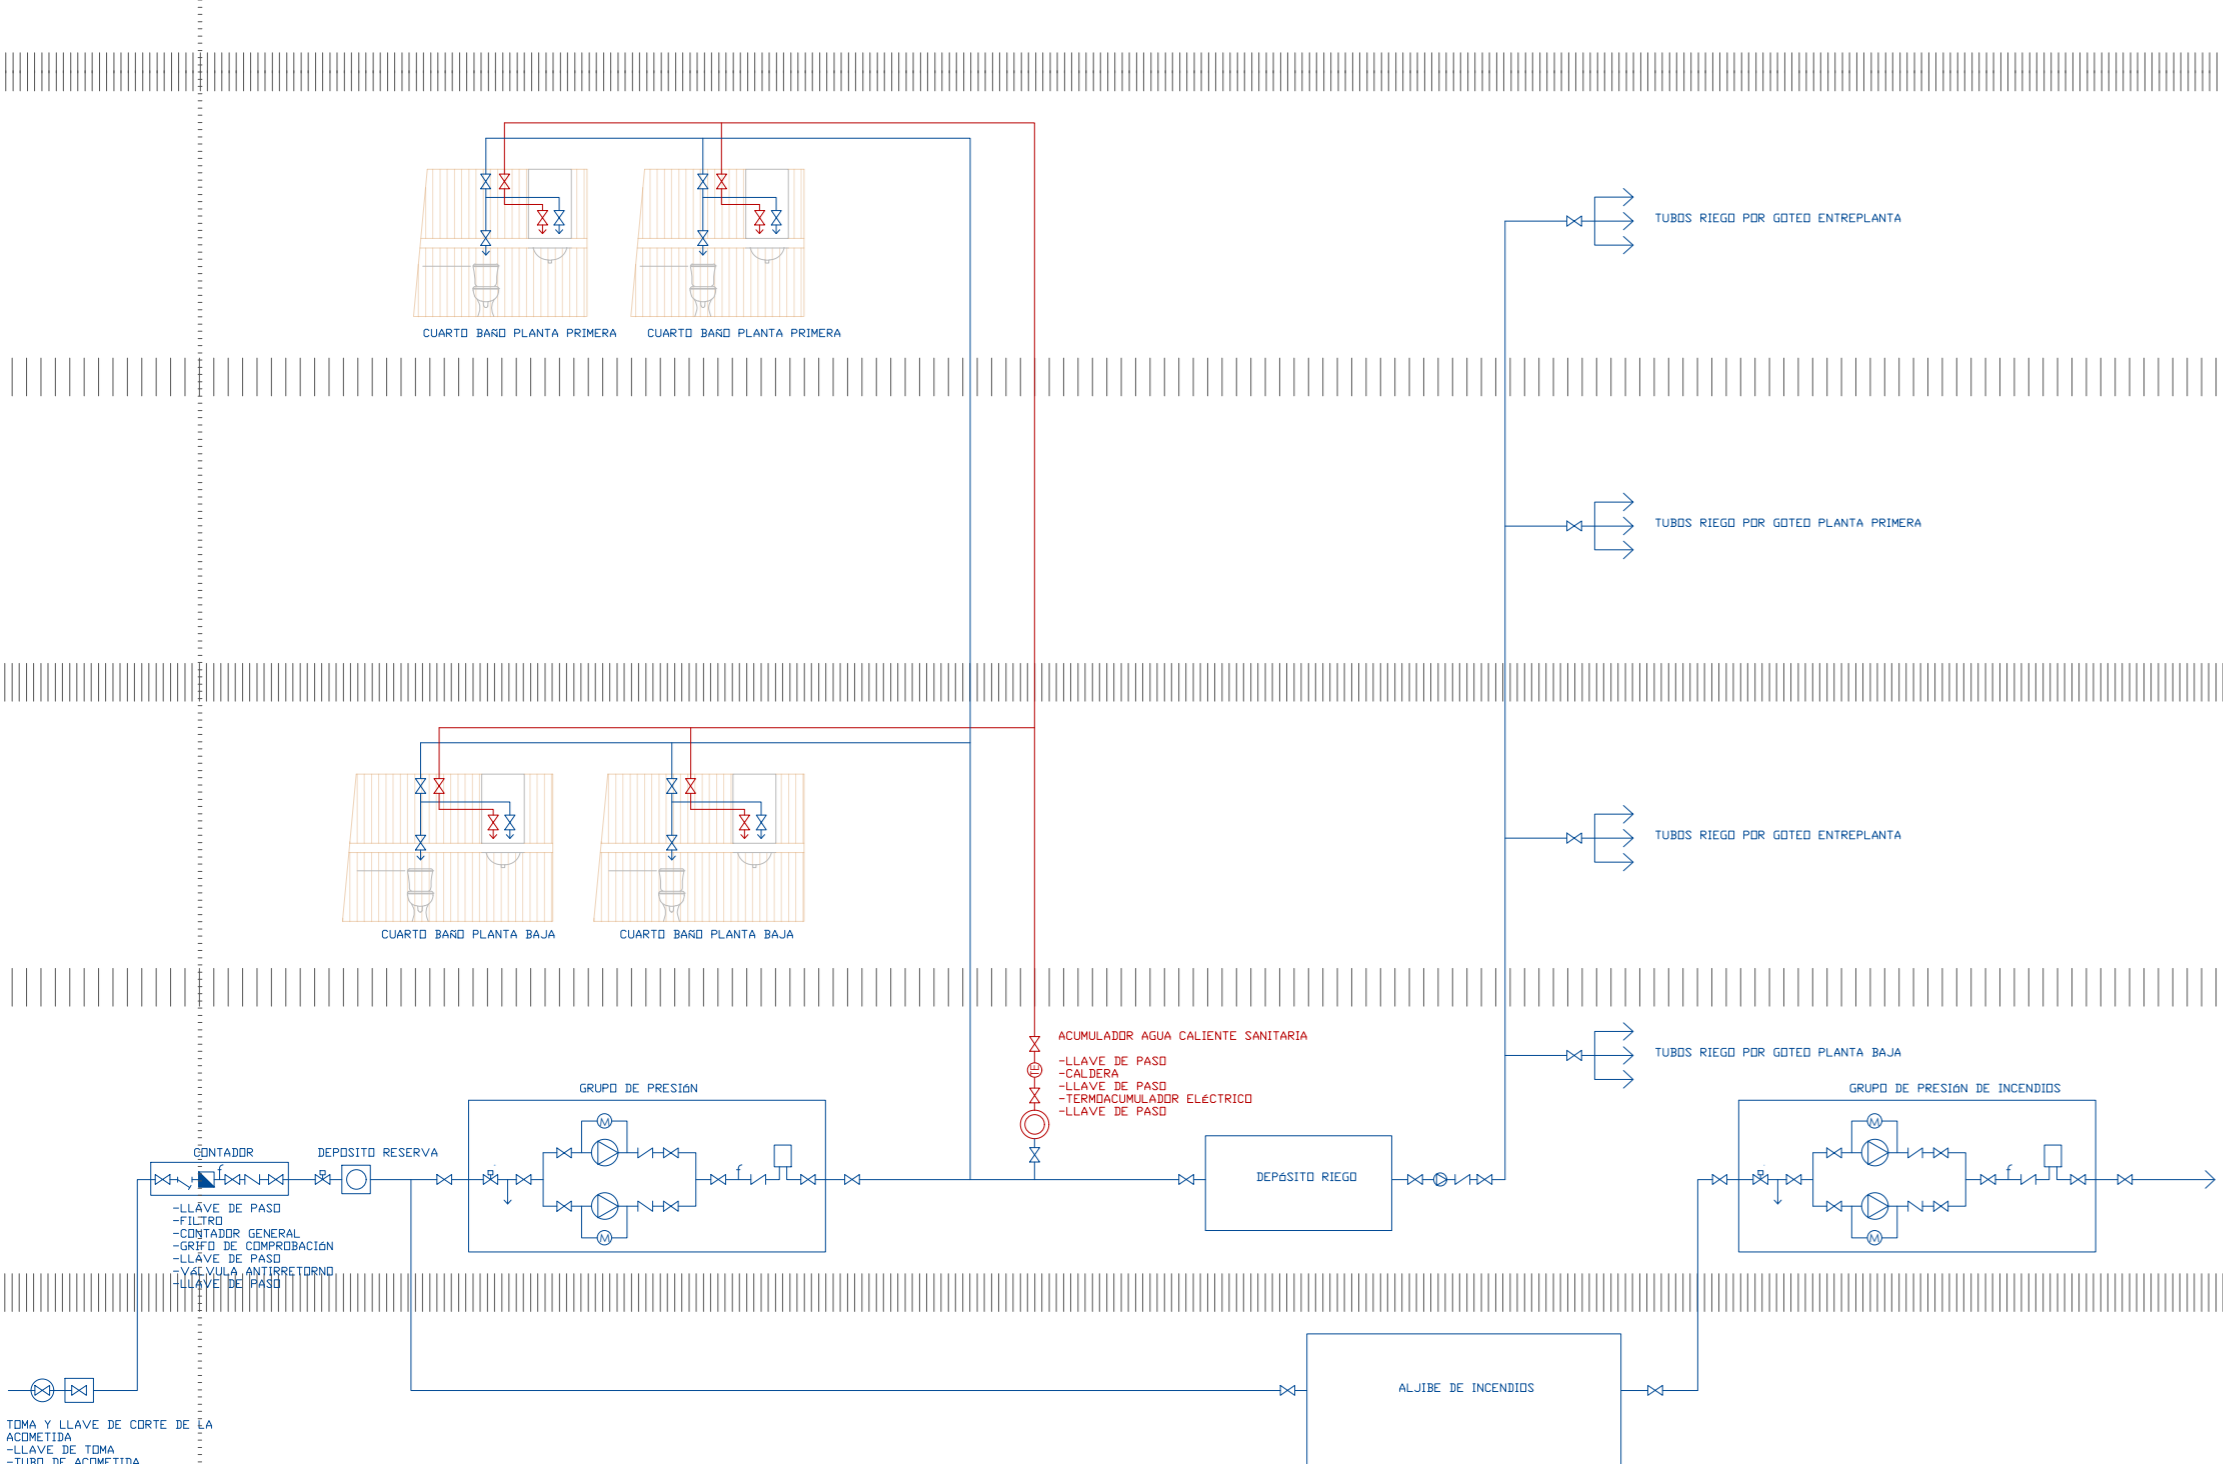 TUBOS RIEGO POR GOTEO ENTREPLANTA
CUARTO BAÑO PLANTA PRIMERA
CUARTO BAÑO PLANTA PRIMERA
TUBOS RIEGO POR GOTEO PLANTA PRIMERA
TUBOS RIEGO POR GOTEO ENTREPLANTA
CUARTO BAÑO PLANTA BAJA
CUARTO BAÑO PLANTA BAJA
ACUMULADOR AGUA CALIENTE SANITARIA
-LLAVE DE PASO
-CALDERA
-LLAVE DE PASO
-TERMOACUMULADOR ELéCTRICO
-LLAVE DE PASO
TUBOS RIEGO POR GOTEO PLANTA BAJA
GRUPO DE PRESIóN
M
M
GRUPO DE PRESIóN DE INCENDIOS
M
M
CONTADOR
DEPOSITO RESERVA
DEPóSITO RIEGO
-LLAVE DE PASO
-FILTRO
-CONTADOR GENERAL
-GRIFO DE COMPROBACIóN
-LLAVE DE PASO
-VáLVULA ANTIRRETORNO
-LLAVE DE PASO
ALJIBE DE INCENDIOS
TOMA Y LLAVE DE CORTE DE LA
ACOMETIDA
-LLAVE DE TOMA
-TUBO DE ACOMETIDA